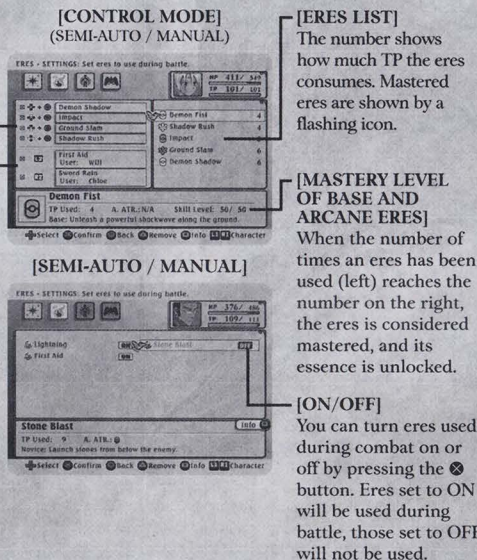 [CONTROL MODE]
(SEMI-AUTO / MANUAL)
ERES - SETTINGS: Set eres to use during battle.
HP 411/ 549
TP 101/ 101
Demon Shadow
Impact
Ground Slam
Shadow Rush
First Aid
User: Will
Sword Rain
User: Chloe
Demon Fist 4
Shadow Rush 4
Impact
Ground Slam 6
Demon Shadow 6
Demon Fist
TP Used: 4 A. ATR.:N/A Skill Level: 50/ 50
Base: Unleash a powerful shockwave along the ground.
Select Confirm Back Remove Info L1 R1 Character
[SEMI-AUTO / MANUAL]
ERES - SETTINGS: Set eres to use during battle.
HP 376/ 486
TP 109/ 111
Lightning ON
Stone Blast OFF
First Aid ON
Stone Blast Info
TP Used: 9 A. ATR.:
Novice: Launch stones from below the enemy.
Select Confirm Back Remove Info L1 R1 Character
[ERES LIST]
The number shows
how much TP the eres
consumes. Mastered
eres are shown by a
flashing icon.
[MASTERY LEVEL
OF BASE AND
ARCANE ERES]
When the number of
times an eres has been
used (left) reaches the
number on the right,
the eres is considered
mastered, and its
essence is unlocked.
[ON/OFF]
You can turn eres used
during combat on or
off by pressing the ⊗
button. Eres set to ON
will be used during
battle, those set to OFF
will not be used.